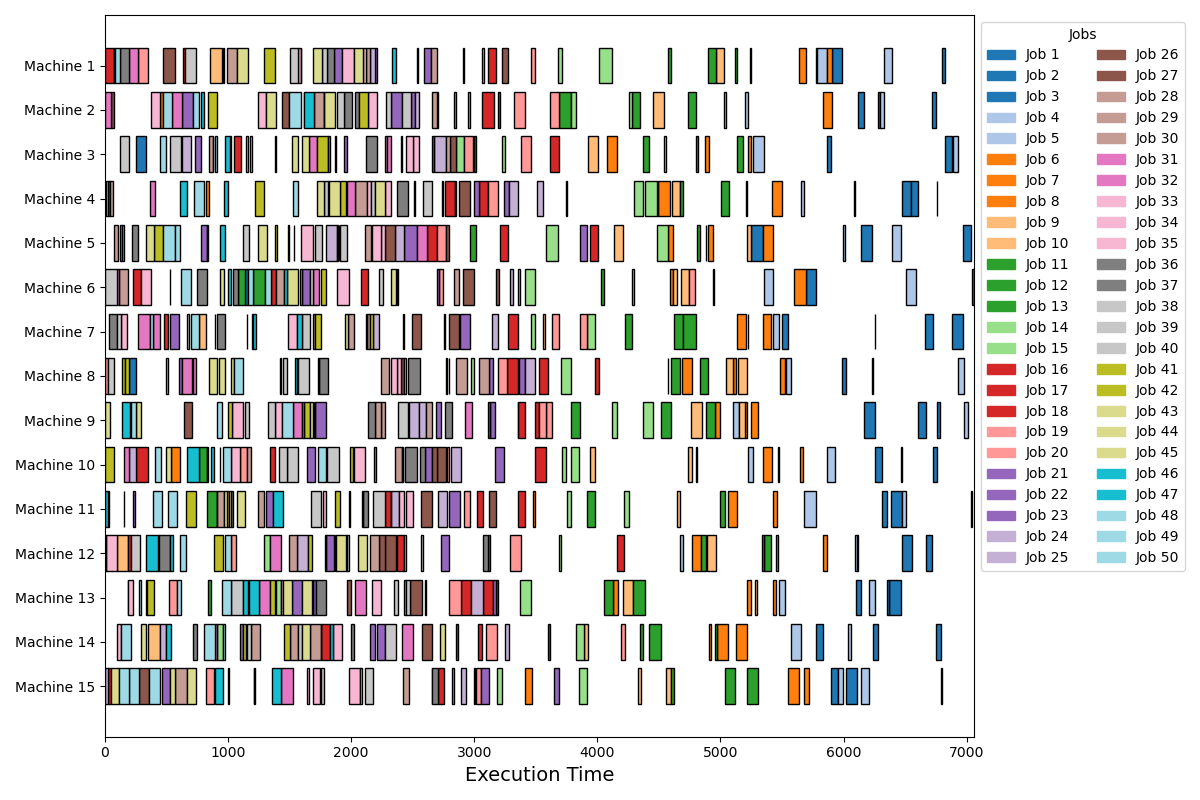 Machine 1
Machine 2
Machine 3
Machine 4
Machine 5
Machine 6
Machine 7
Machine 8
Machine 9
Machine 10
Machine 11
Machine 12
Machine 13
Machine 14
Machine 15
0 1000 2000 3000 4000 5000 6000 7000
Execution Time
Jobs
Job 1 Job 26
Job 2 Job 27
Job 3 Job 28
Job 4 Job 29
Job 5 Job 30
Job 6 Job 31
Job 7 Job 32
Job 8 Job 33
Job 9 Job 34
Job 10 Job 35
Job 11 Job 36
Job 12 Job 37
Job 13 Job 38
Job 14 Job 39
Job 15 Job 40
Job 16 Job 41
Job 17 Job 42
Job 18 Job 43
Job 19 Job 44
Job 20 Job 45
Job 21 Job 46
Job 22 Job 47
Job 23 Job 48
Job 24 Job 49
Job 25 Job 50